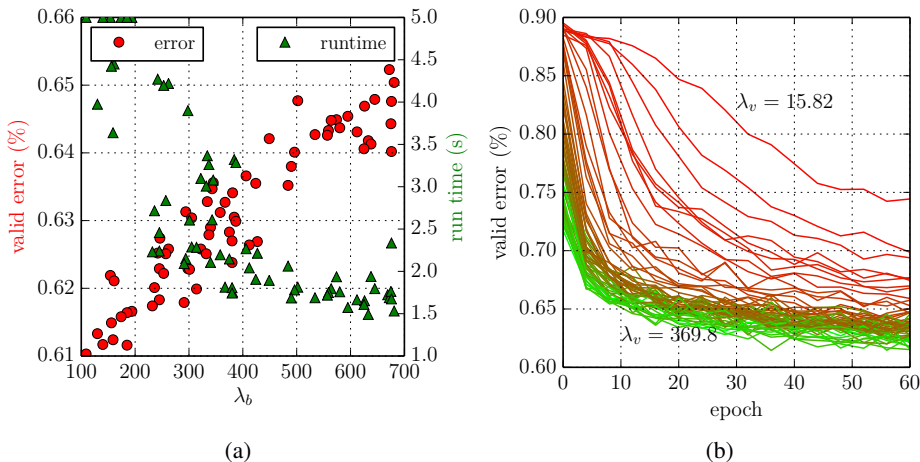 0.66
0.65
0.64
0.63
0.62
0.61
valid error (%)
error
runtime
5.0
4.5
4.0
3.5
3.0
2.5
2.0
1.5
1.0
run time (s)
100 200 300 400 500 600 700
λ_b
(a)
0.90
0.85
0.80
0.75
0.70
0.65
0.60
valid error (%)
λ_v = 15.82
λ_v = 369.8
0 10 20 30 40 50 60
epoch
(b)